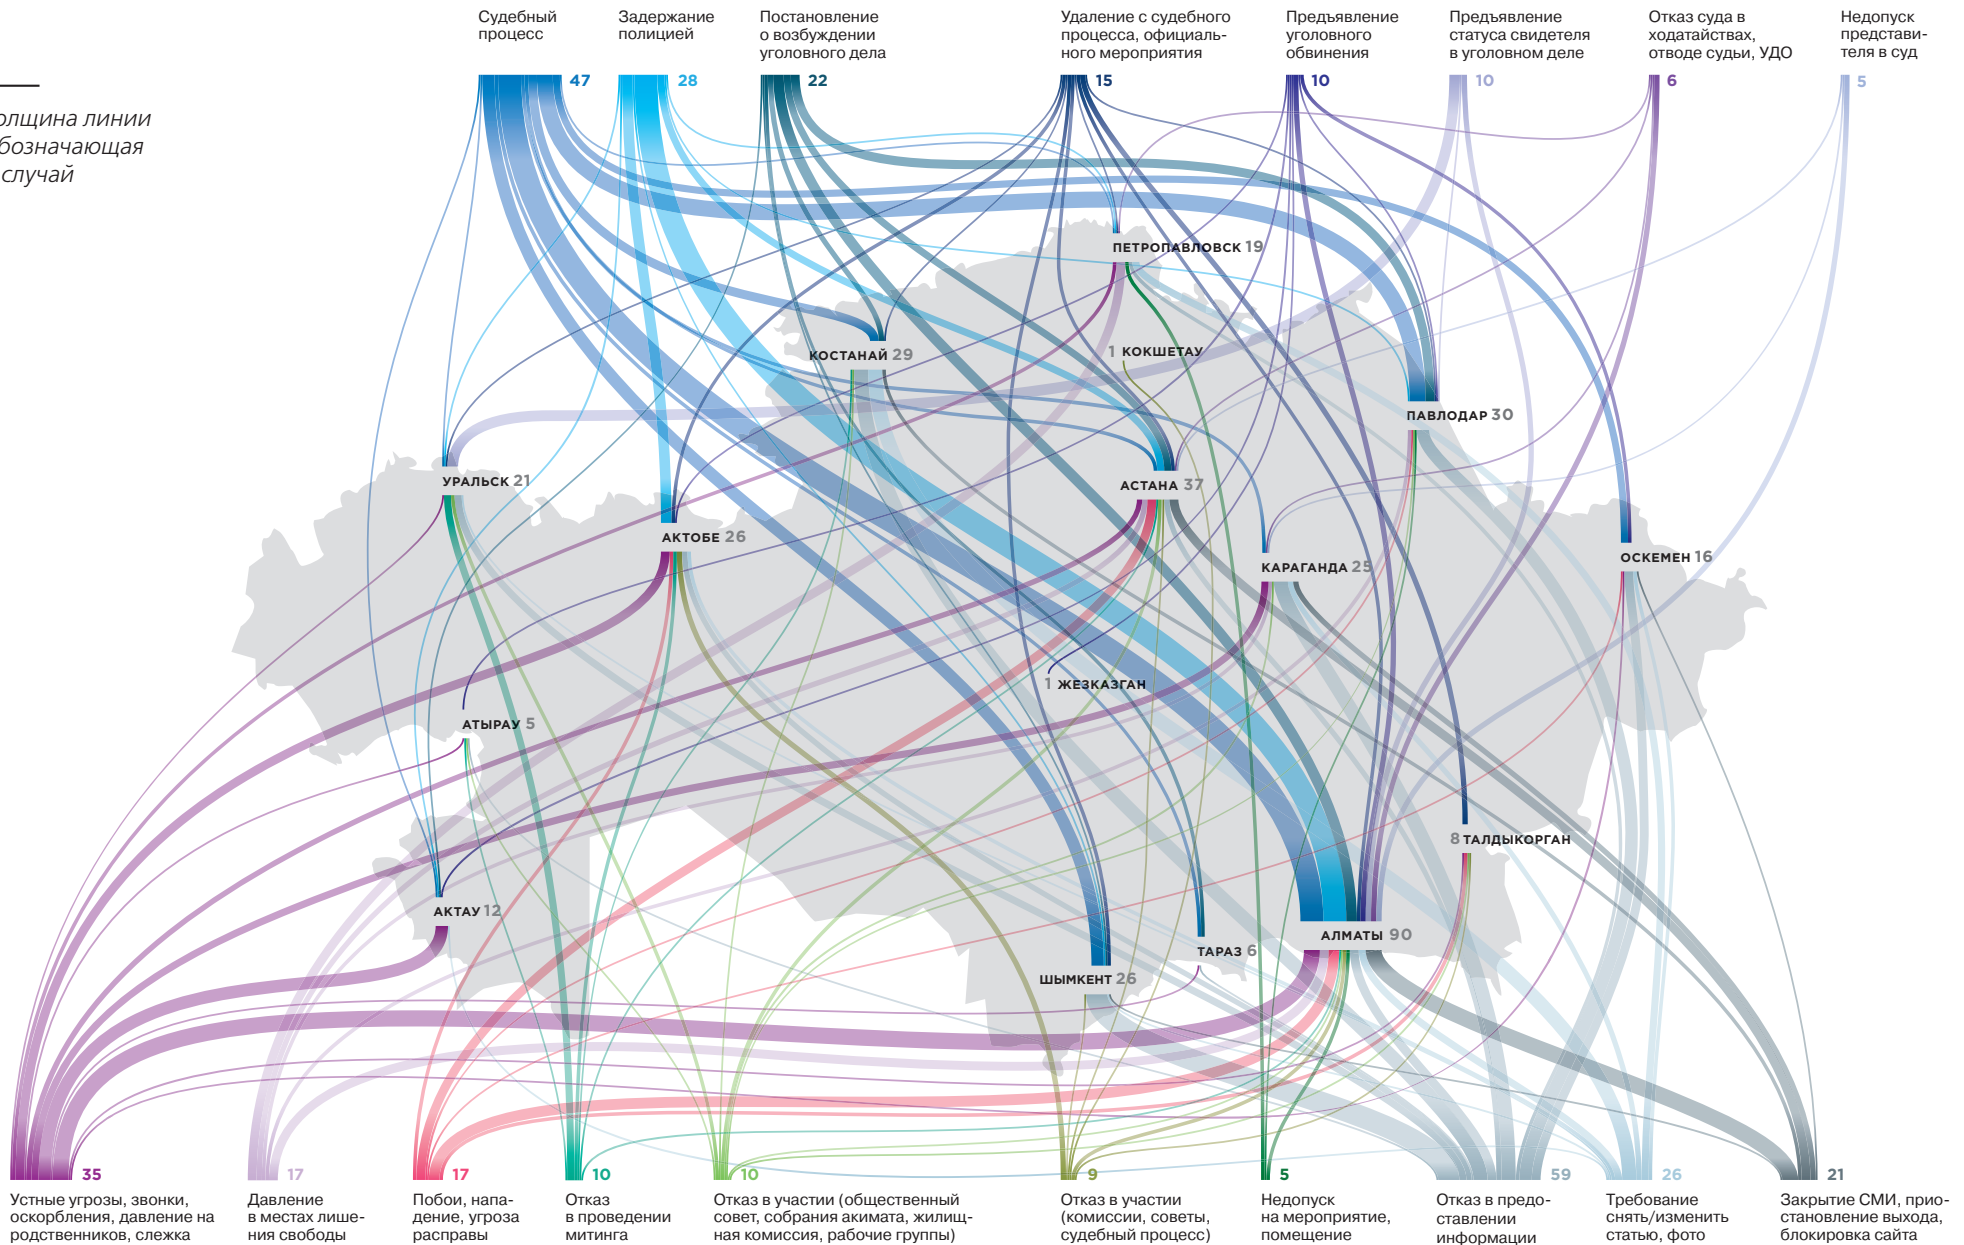 Судебный
процесс
47
Задержание
полицией
28
Постановление
о возбуждении
уголовного дела
22
Удаление с судебного
процесса, официаль-
ного мероприятия
15
Предъявление
уголовного
обвинения
10
Предъявление
статуса свидетеля
в уголовном деле
10
Отказ суда в
ходатайствах,
отводе судьи, УДО
6
Недопуск
представи-
теля в суд
5
олщина линии
бозначающая
случай
ПЕТРОПАВЛОВСК 19
КОСТАНАЙ 29
1 КОКШЕТАУ
ПАВЛОДАР 30
УРАЛЬСК 21
АСТАНА 37
АКТОБЕ 26
КАРАГАНДА 25
ОСКЕМЕН 16
1 ЖЕЗКАЗГАН
АТЫРАУ 5
8 ТАЛДЫКОРГАН
АКТАУ 12
АЛМАТЫ 90
ТАРАЗ 6
ШЫМКЕНТ 26
35
Устные угрозы, звонки,
оскорбления, давление на
родственников, слежка
17
Давление
в местах лише-
ния свободы
17
Побои, напа-
дение, угроза
расправы
10
Отказ
в проведении
митинга
10
Отказ в участии (общественный
совет, собрания акимата, жилищ-
ная комиссия, рабочие группы)
9
Отказ в участии
(комиссии, советы,
судебный процесс)
5
Недопуск
на мероприятие,
помещение
59
Отказ в предо-
ставлении
информации
26
Требование
снять/изменить
статью, фото
21
Закрытие СМИ, прио-
становление выхода,
блокировка сайта